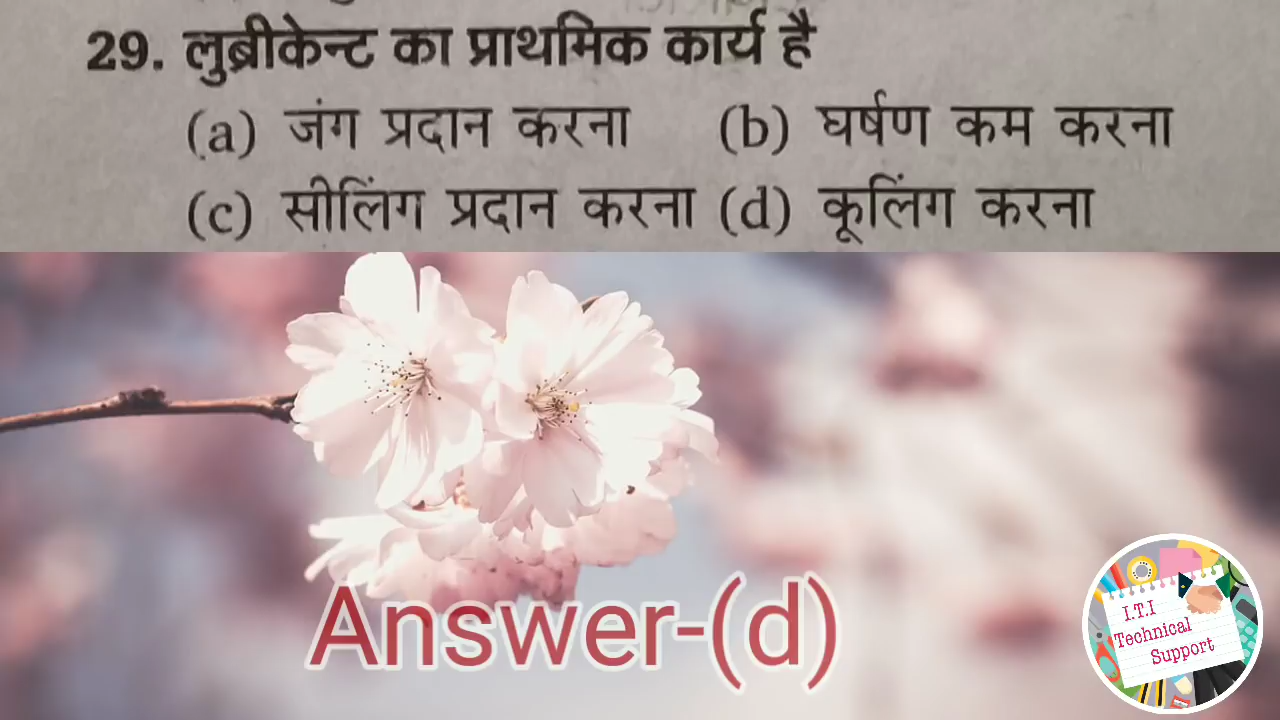 29. लुब्रीकेन्ट का प्राथमिक कार्य है
(a) जंग प्रदान करना (b) घर्षण कम करना
(c) सीलिंग प्रदान करना (d) कूलिंग करना
Answer-(d)
I.T.I
Technical
Support